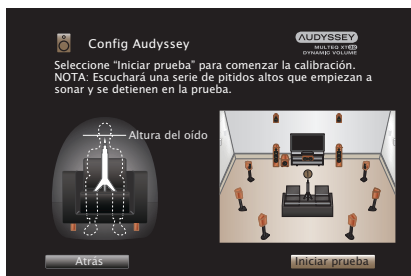 Config Audyssey
AUDYSSEY
MULTEQ XT32
DYNAMIC VOLUME
Seleccione “Iniciar prueba” para comenzar la calibración.
NOTA: Escuchará una serie de pitidos altos que empiezan a
sonar y se detienen en la prueba.
Altura del oído
Atrás
Iniciar prueba